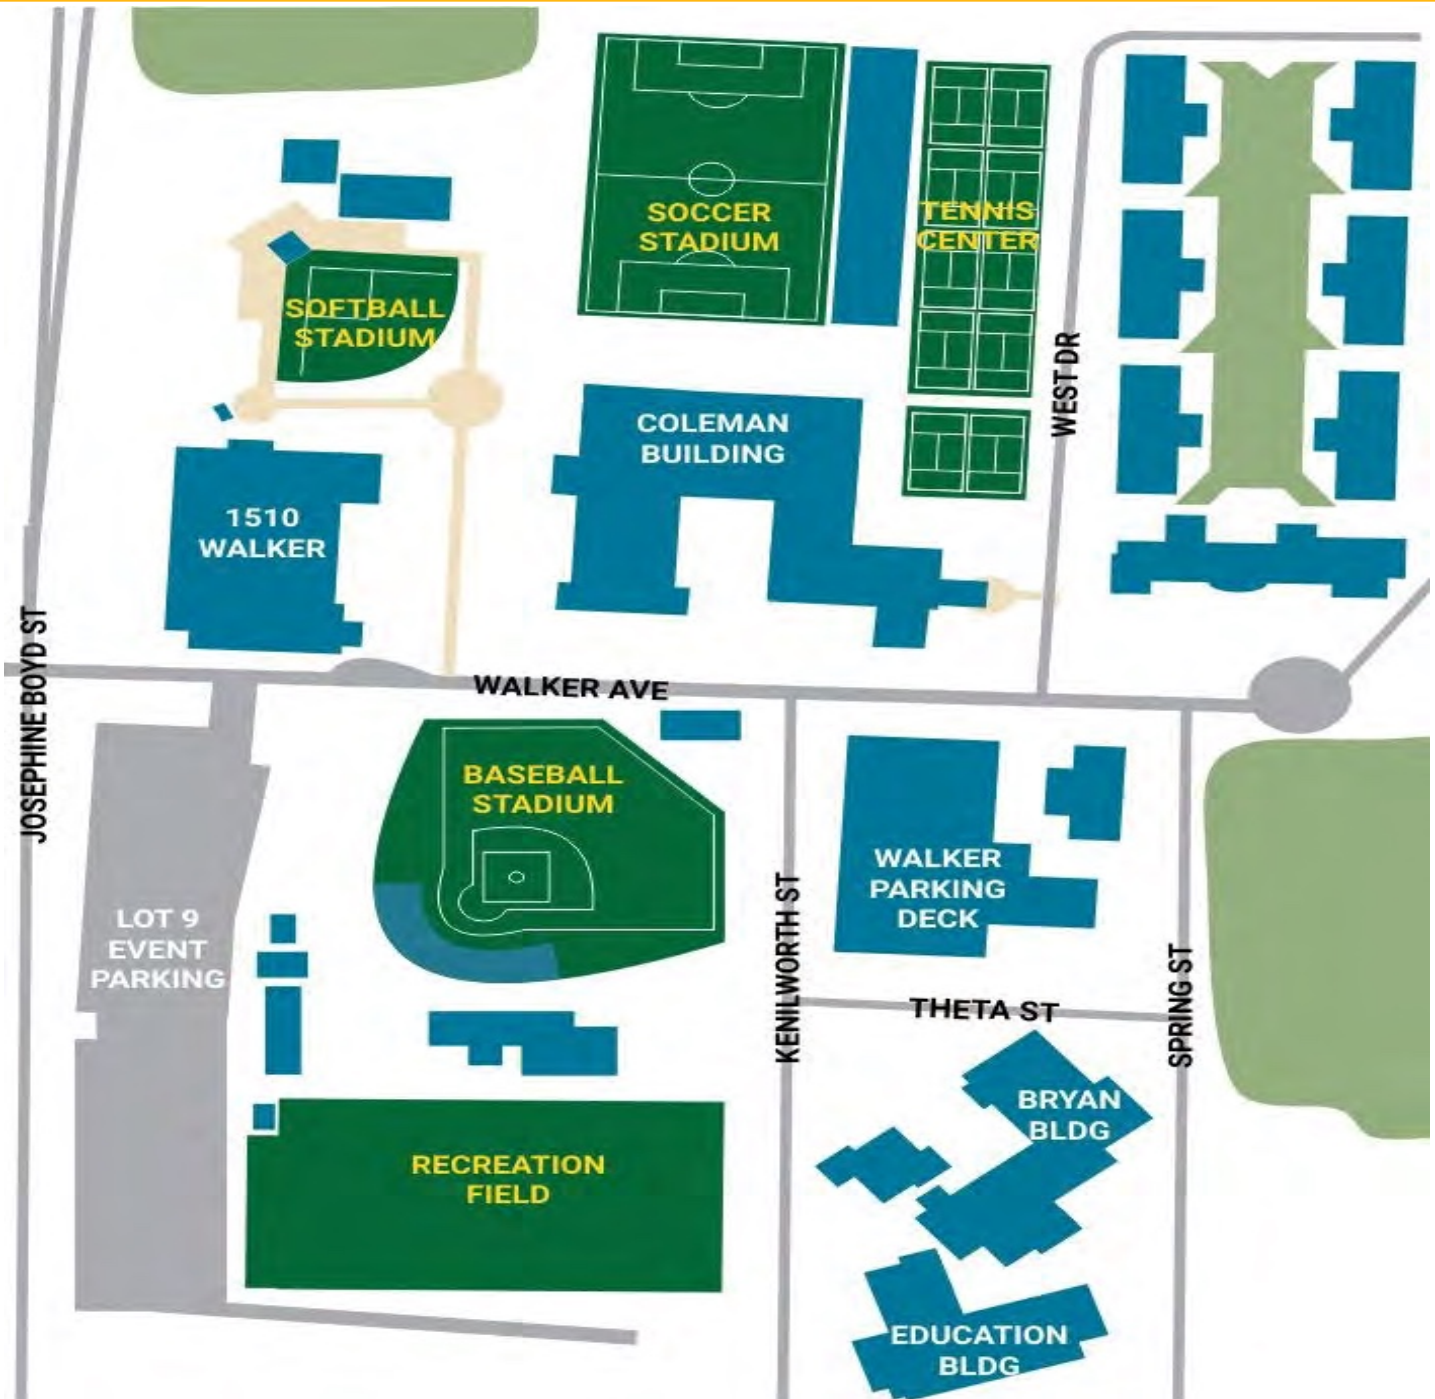 SOCCER
STADIUM
TENNIS
CENTER
SOFTBALL
STADIUM
WEST DR
COLEMAN
BUILDING
1510
WALKER
JOSEPHINE BOYD ST
WALKER AVE
BASEBALL
STADIUM
WALKER
PARKING
DECK
LOT 9
EVENT
PARKING
KENILWORTH ST
THETA ST
SPRING ST
BRYAN
BLDG
RECREATION
FIELD
EDUCATION
BLDG